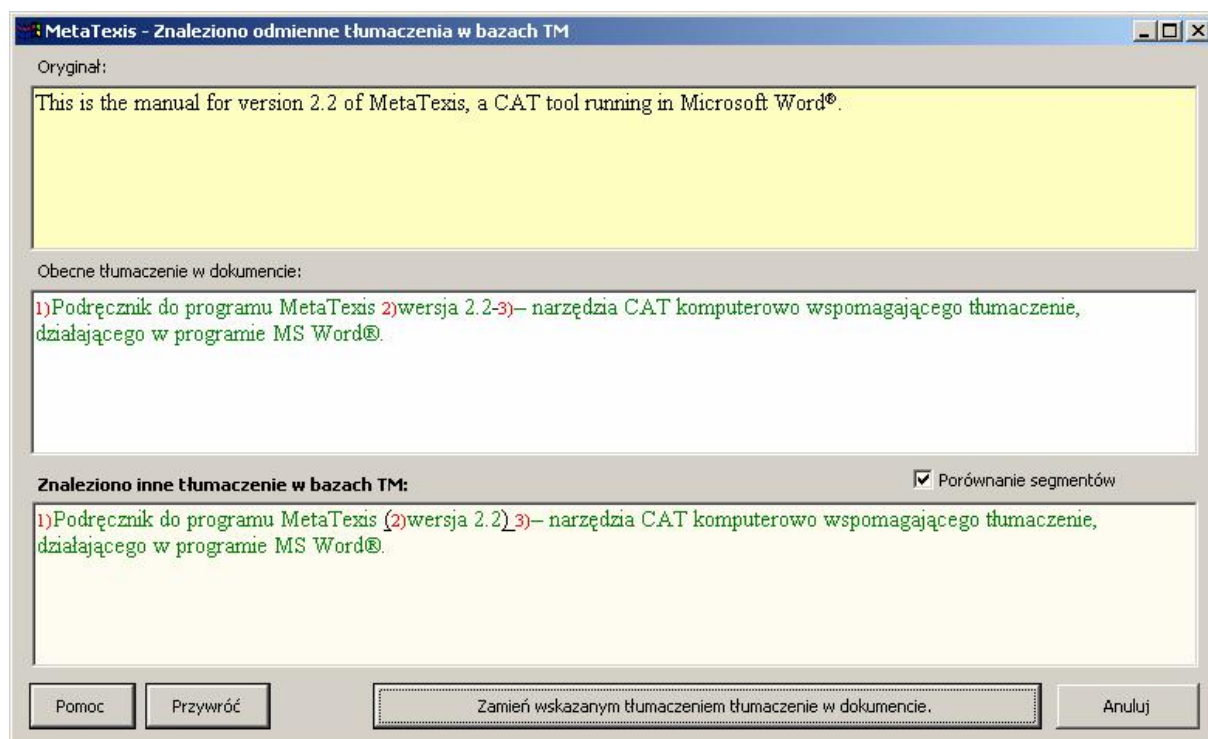 MetaTexis - Znaleziono odmienne tłumaczenia w bazach TM
Oryginał:
This is the manual for version 2.2 of MetaTexis, a CAT tool running in Microsoft Word®.
Obecne tłumaczenie w dokumencie:
1)Podręcznik do programu MetaTexis 2)wersja 2.2-3)– narzędzia CAT komputerowo wspomagającego tłumaczenie,
działającego w programie MS Word®.
Znaleziono inne tłumaczenie w bazach TM:
Porównanie segmentów
1)Podręcznik do programu MetaTexis (2)wersja 2.2) 3)– narzędzia CAT komputerowo wspomagającego tłumaczenie,
działającego w programie MS Word®.
Pomoc
Przywróć
Zamień wskazanym tłumaczeniem tłumaczenie w dokumencie.
Anuluj